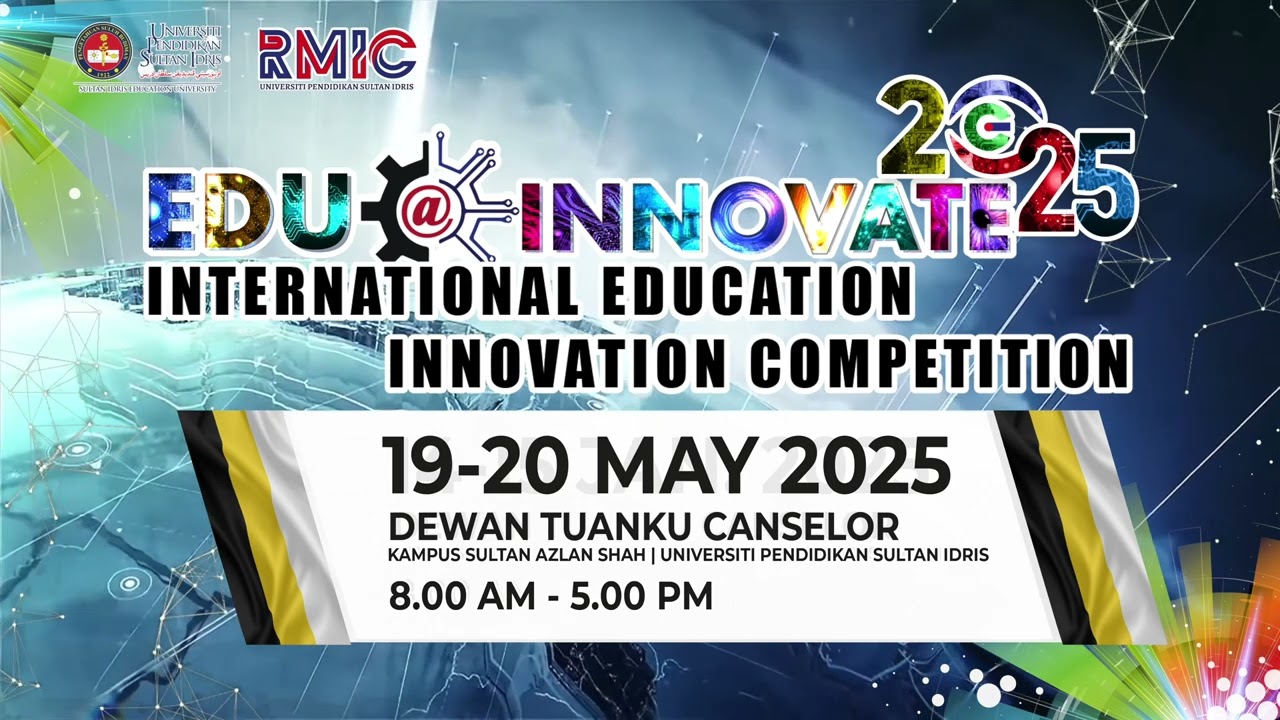 UNIVERSITI
PENDIDIKAN
SULTAN IDRIS
SULTAN IDRIS EDUCATION UNIVERSITY
1922
RMIC
UNIVERSITI PENDIDIKAN SULTAN IDRIS
2025
EDU@INNOVATE
INTERNATIONAL EDUCATION
INNOVATION COMPETITION
19-20 MAY 2025
DEWAN TUANKU CANSELOR
KAMPUS SULTAN AZLAN SHAH | UNIVERSITI PENDIDIKAN SULTAN IDRIS
8.00 AM - 5.00 PM